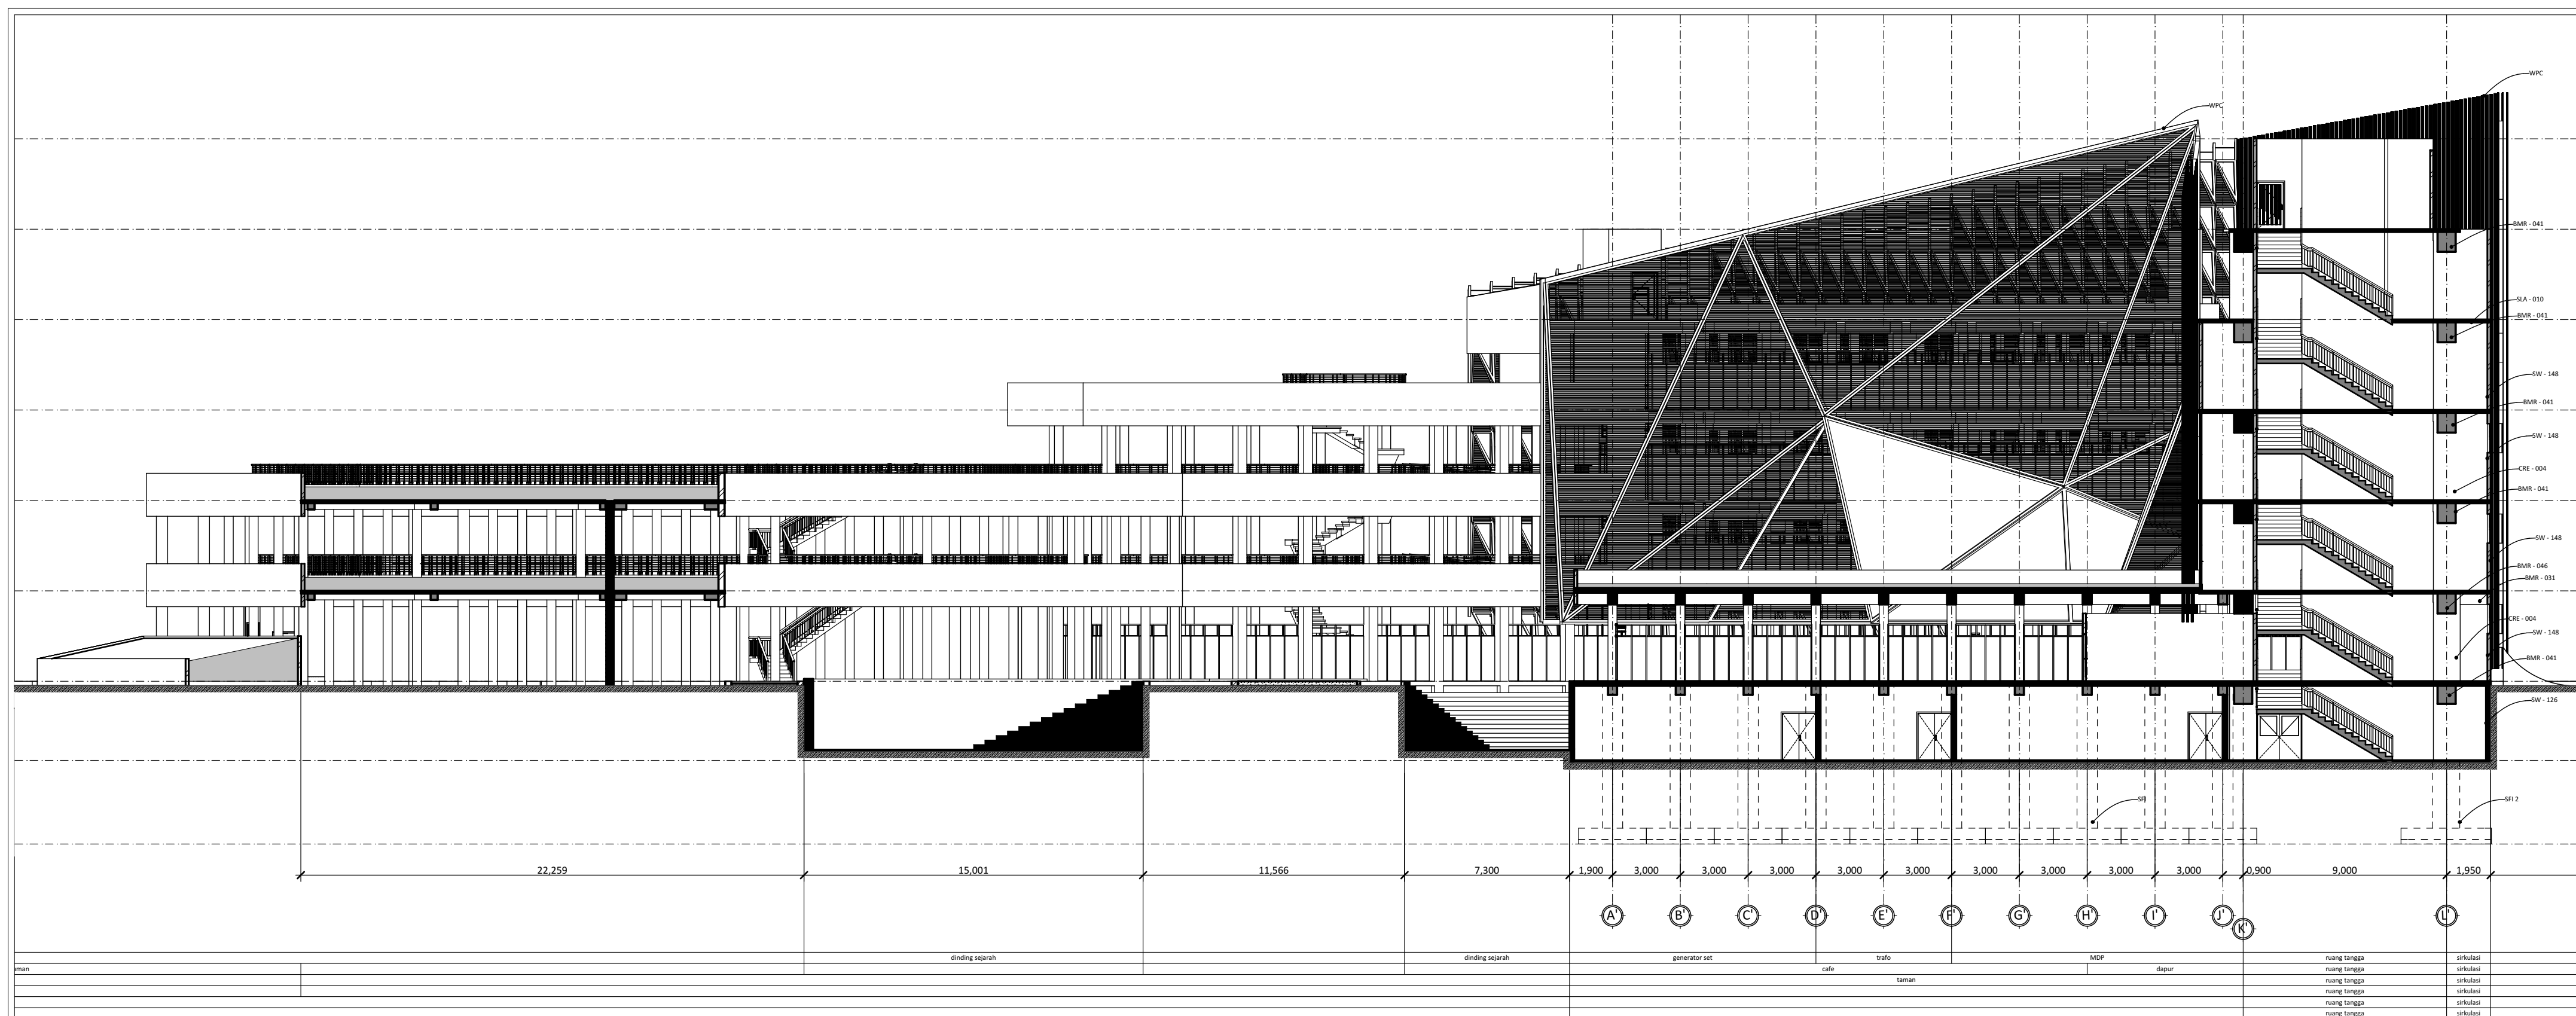 WPC
WPC
BMR - 041
SLA - 010
BMR - 041
SW - 148
BMR - 041
SW - 148
CRE - 004
BMR - 041
SW - 148
BMR - 046
BMR - 031
CRE - 004
SW - 148
BMR - 041
SW - 126
SFI
SFI 2
22,259 15,001 11,566 7,300 1,900 3,000 3,000 3,000 3,000 3,000 3,000 3,000 3,000 3,000 0,900 9,000 1,950
A' B' C' D' E' F' G' H' I' J' K' L'
dinding sejarah dinding sejarah generator set trafo MDP ruang tangga sirkulasi
aman cafe dapur ruang tangga sirkulasi
taman ruang tangga sirkulasi
ruang tangga sirkulasi
ruang tangga sirkulasi
ruang tangga sirkulasi